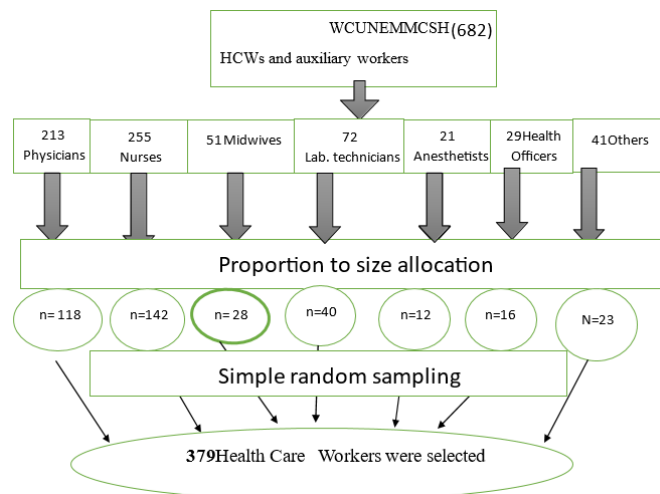 WCUNEMMCSH(682)
HCWs and auxiliary workers
213
Physicians
255
Nurses
51Midwives
72
Lab. technicians
21
Anesthetists
29Health
Officers
41Others
Proportion to size allocation
n= 118
n=142
n= 28
n=40
n=12
n=16
N=23
Simple random sampling
379Health Care Workers were selected